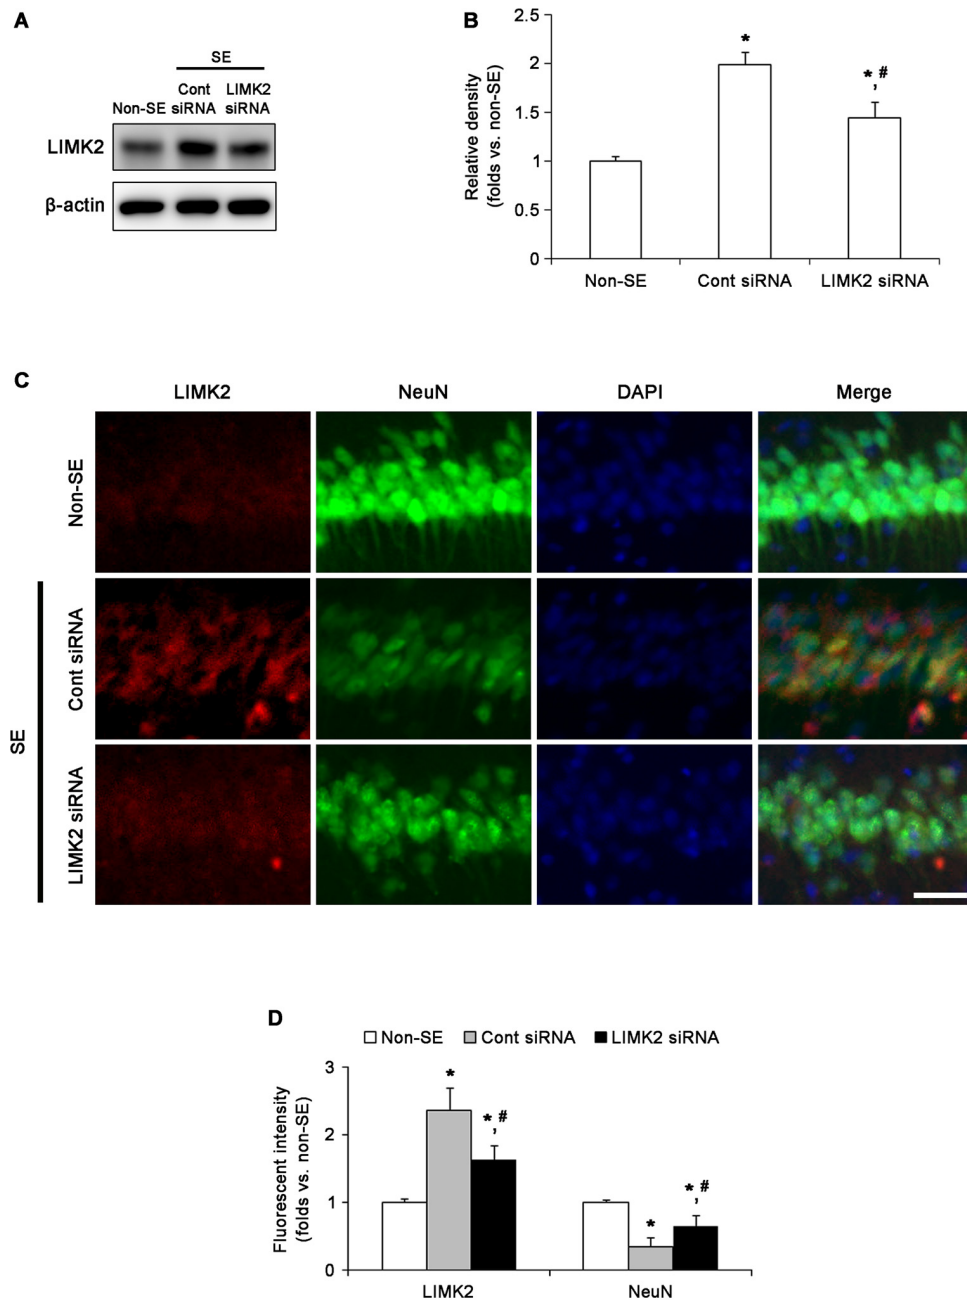 A
SE
Cont LIMK2
Non-SE siRNA siRNA
LIMK2
β-actin
B
Relative density
(folds vs. non-SE)
2.5
2
1.5
1
0.5
0
*
*, #
Non-SE Cont siRNA LIMK2 siRNA
C
LIMK2 NeuN DAPI Merge
Non-SE
SE
Cont siRNA
LIMK2 siRNA
D
Non-SE Cont siRNA LIMK2 siRNA
Fluorescent intensity
(folds vs. non-SE)
3
2
1
0
*
*, #
*
*, #
LIMK2 NeuN